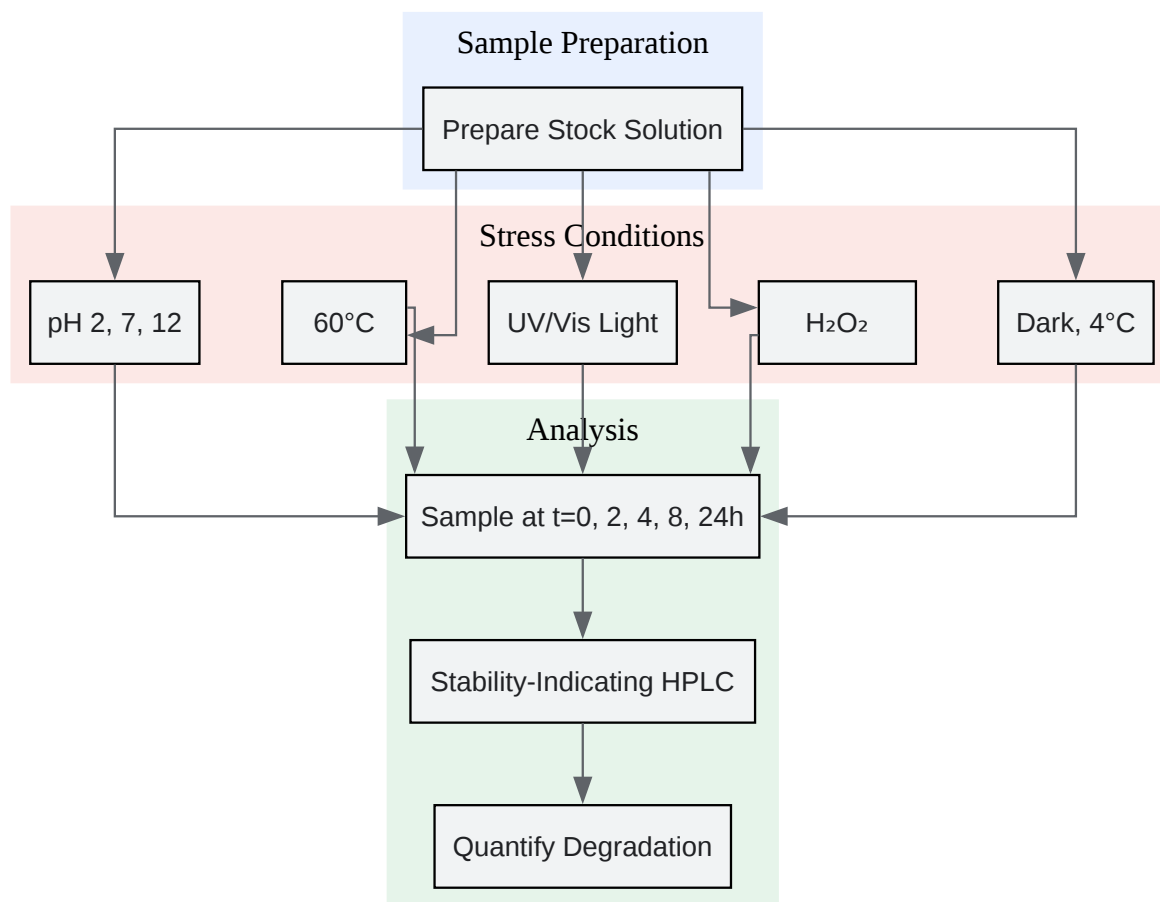 Sample Preparation
Prepare Stock Solution
Stress Conditions
pH 2, 7, 12
60°C
UV/Vis Light
H₂O₂
Dark, 4°C
Analysis
Sample at t=0, 2, 4, 8, 24h
Stability-Indicating HPLC
Quantify Degradation